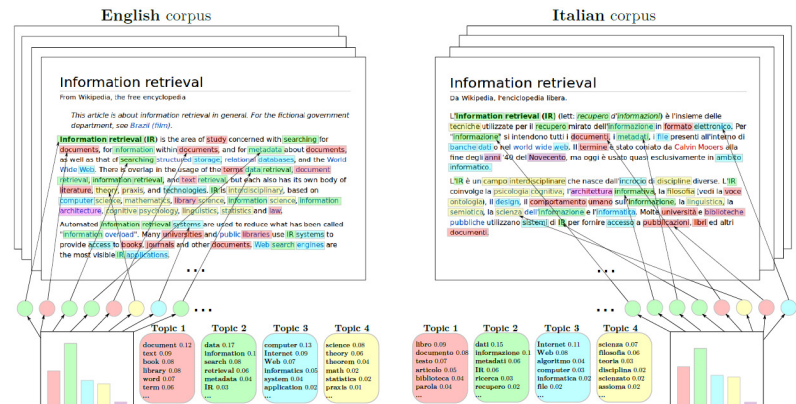 English corpus
Information retrieval
From Wikipedia, the free encyclopedia
This article is about information retrieval in general. For the fictional government
department, see Brazil (film).
Information retrieval (IR) is the area of study concerned with searching for
documents, for information within documents, and for metadata about documents,
as well as that of searching structured storage, relational databases, and the World
Wide Web. There is overlap in the usage of the terms data retrieval, document
retrieval, information retrieval, and text retrieval, but each also has its own body of
literature, theory, praxis, and technologies. IR is interdisciplinary, based on
computer science, mathematics, library science, information science, information
architecture, cognitive psychology, linguistics, statistics and law.
Automated information retrieval systems are used to reduce what has been called
"information overload". Many universities and public libraries use IR systems to
provide access to books, journals and other documents. Web search engines are
the most visible IR applications.
...
...
Topic 1
document 0.12
text 0.09
book 0.08
library 0.08
word 0.07
term 0.06
...
Topic 2
data 0.17
information 0.1
search 0.08
retrieval 0.06
metadata 0.04
IR 0.03
...
Topic 3
computer 0.13
Internet 0.09
Web 0.07
informatics 0.05
system 0.04
application 0.02
...
Topic 4
science 0.08
theory 0.06
theorem 0.04
math 0.02
statistics 0.02
praxis 0.01
...
Italian corpus
Information retrieval
Da Wikipedia, l'enciclopedia libera.
L'Information retrieval (IR) (lett: recupero d'informazioni) è l'insieme delle
tecniche utilizzate per il recupero mirato dell'informazione in formato elettronico. Per
"informazione" si intendono tutti i documenti, i metadati, i file presenti all'interno di
banche dati o nel world wide web. Il termine è stato coniato da Calvin Mooers alla
fine degli anni '40 del Novecento, ma oggi è usato quasi esclusivamente in ambito
informatico.
L'IR è un campo interdisciplinare che nasce dall'incrocio di discipline diverse. L'IR
coinvolge la psicologia cognitiva, l'architettura informativa, la filosofia (vedi la voce
ontologia), il design, il comportamento umano sull'informazione, la linguistica, la
semiotica, la scienza dell'informazione e l'informatica. Molte università e biblioteche
pubbliche utilizzano sistemi di IR per fornire accesso a pubblicazioni, libri ed altri
documenti.
...
Topic 1
libro 0.09
documento 0.08
testo 0.07
articolo 0.05
biblioteca 0.04
parola 0.04
...
Topic 2
dati 0.15
informazione 0.1
metadati 0.06
IR 0.06
ricerca 0.03
recupero 0.02
...
Topic 3
Internet 0.11
Web 0.08
algoritmo 0.04
computer 0.03
informatica 0.02
file 0.02
...
Topic 4
scienza 0.07
filosofia 0.06
teoria 0.03
disciplina 0.02
scienzato 0.02
assioma 0.02
...